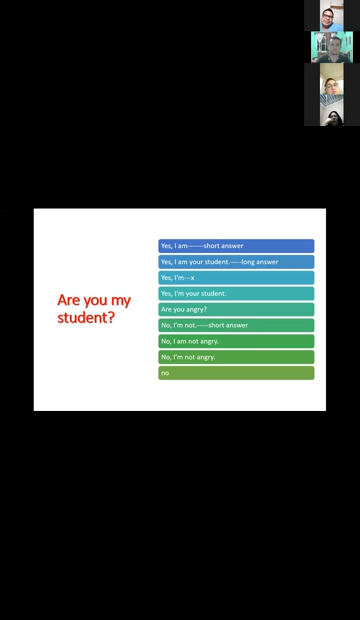 Are you my
student?
Yes, I am-------short answer
Yes, I am your student.-----long answer
Yes, I'm---x
Yes, I'm your student.
Are you angry?
No, I'm not.-----short answer
No, I am not angry.
No, I'm not angry.
no